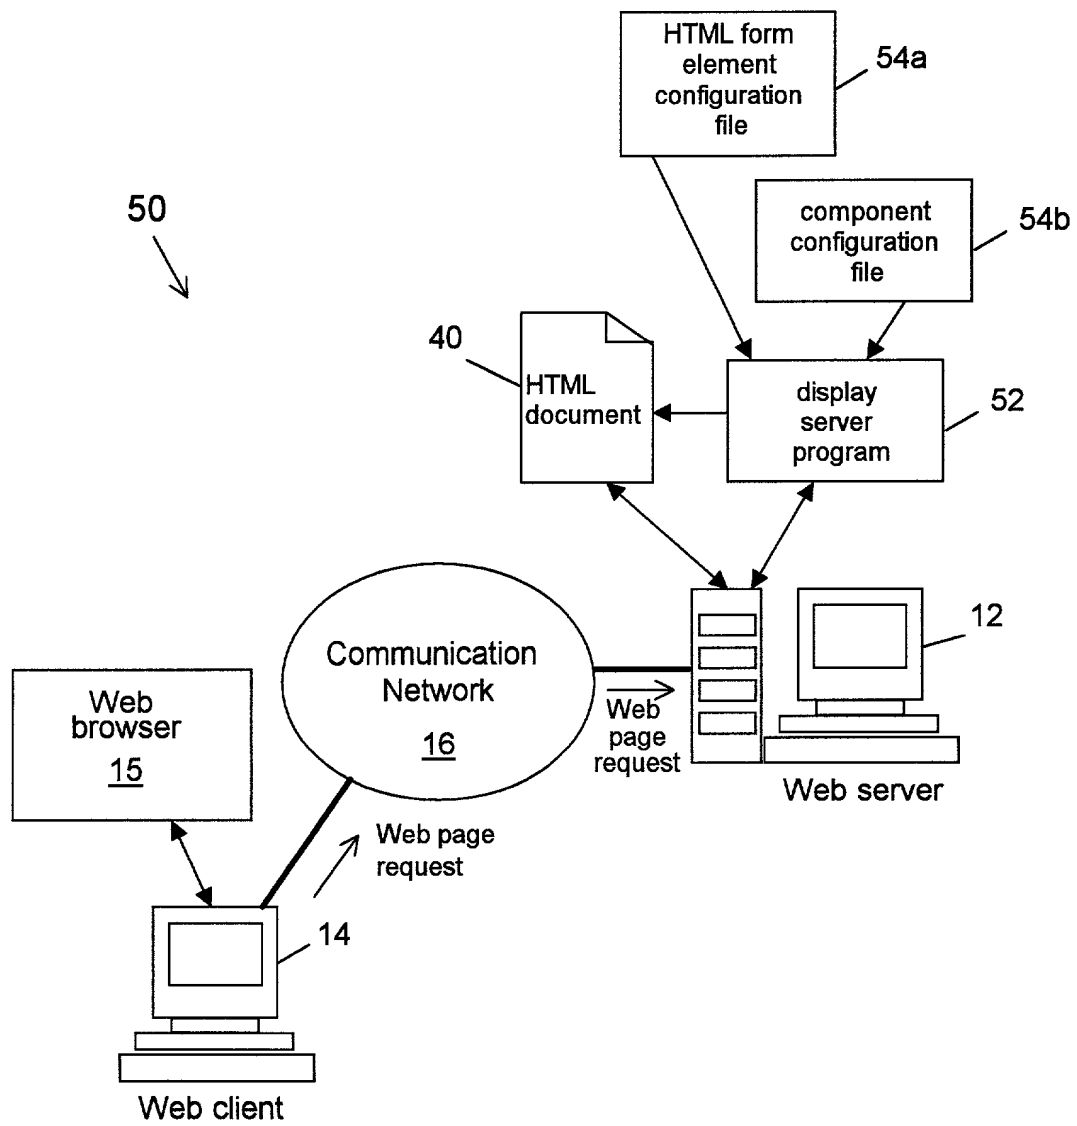 HTML form
element
configuration
file
54a
component
configuration
file
54b
50
40
HTML
document
display
server
program
52
Communication
Network
16
12
Web
page
request
Web server
Web
browser
15
Web page
request
14
Web client